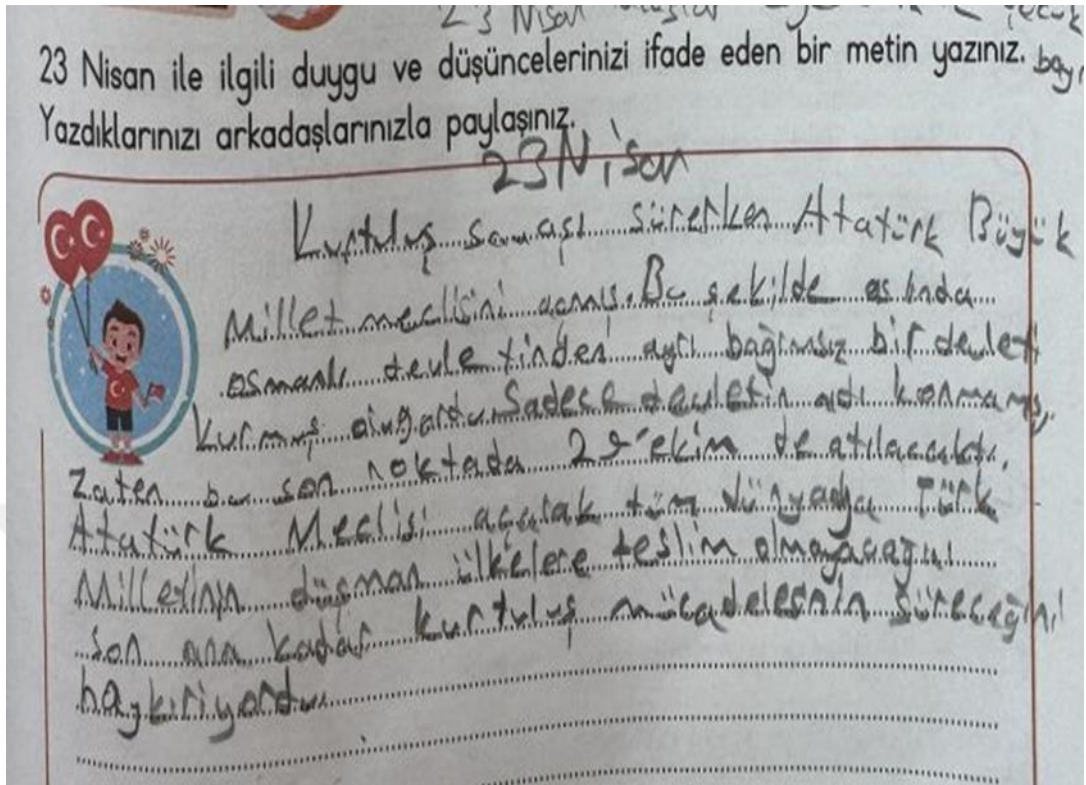 23 Nisan
23 Nisan ile ilgili duygu ve düşüncelerinizi ifade eden bir metin yazınız.
Yazdıklarınızı arkadaşlarınızla paylaşınız.
23 Nisan
Kurtuluş savaşı sürerken Atatürk Büyük
Millet meclisini açmış. Bu şekilde aslında
osmanlı devletinden ayrı bağımsız bir devlet
kurmuş oluyordu. Sadece devletin adı konmamış,
Zaten bu son noktada 29'ekim de atılacaktı.
Atatürk Meclisi açarak tüm dünyaya Türk
Milletinin düşman ülkelere teslim olmayacağını
son ana kadar kurtuluş mücadelesnin süreceğini
haykırıyordu.